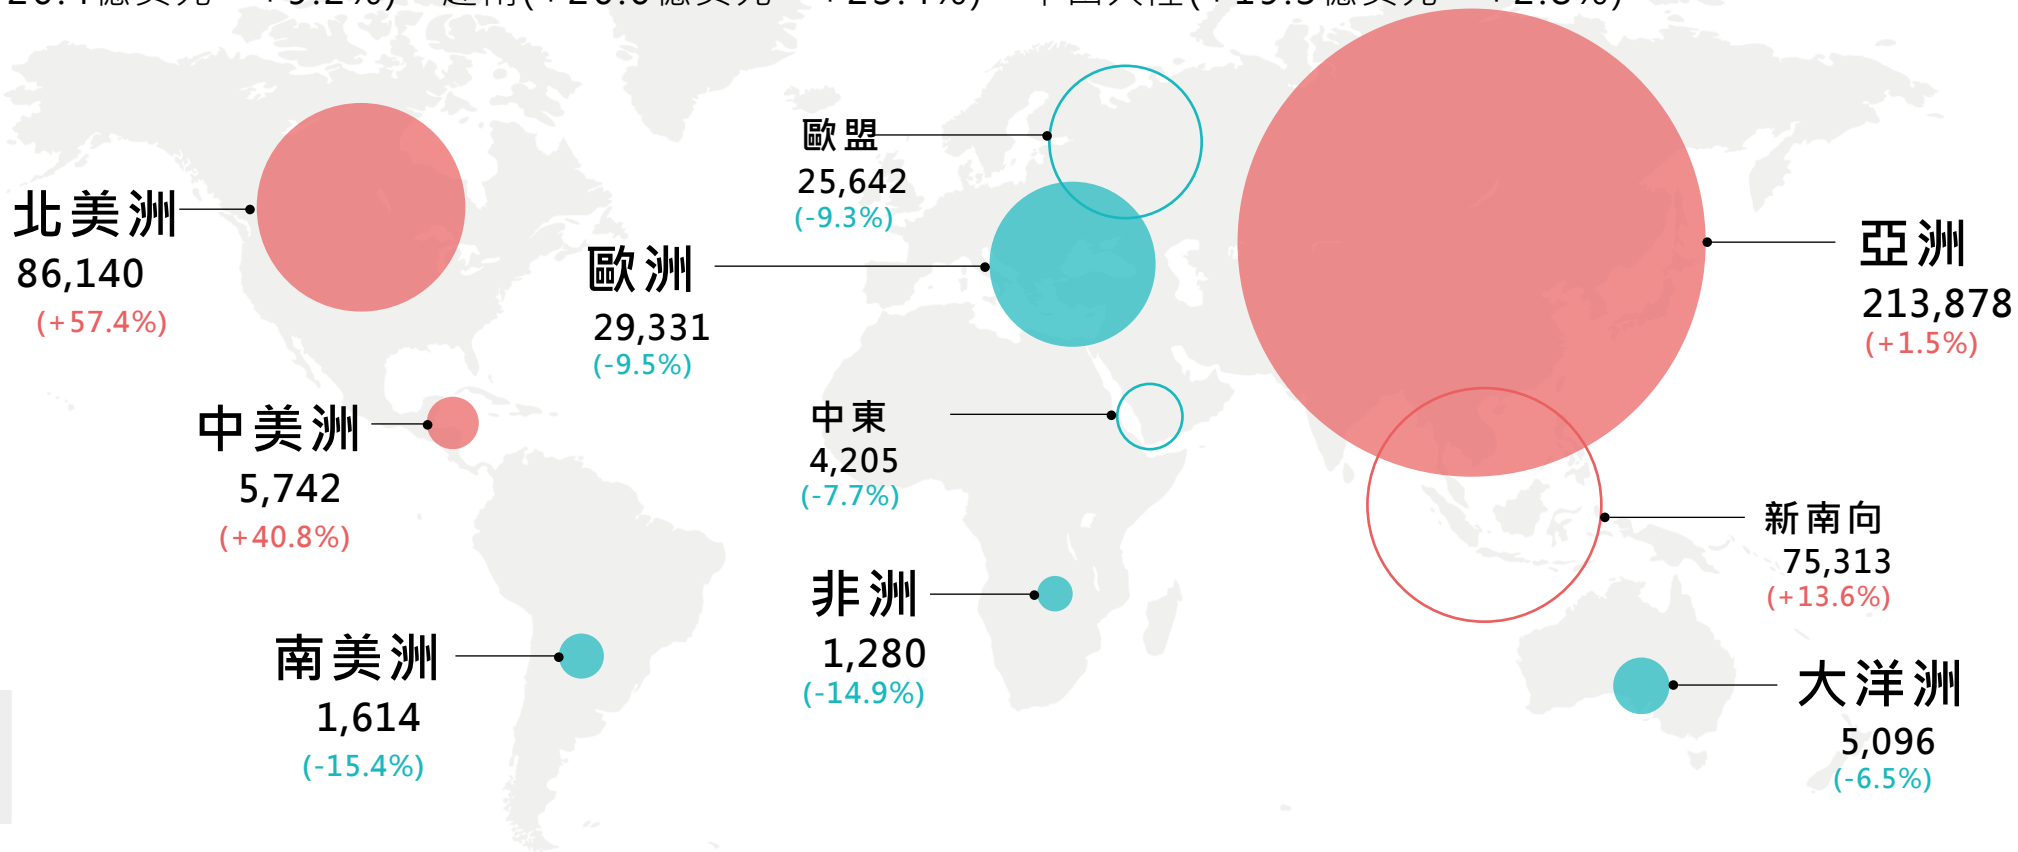 北美洲
86,140
(+57.4%)
中美洲
5,742
(+40.8%)
南美洲
1,614
(-15.4%)
歐盟
25,642
(-9.3%)
歐洲
29,331
(-9.5%)
中東
4,205
(-7.7%)
非洲
1,280
(-14.9%)
亞洲
213,878
(+1.5%)
新南向
75,313
(+13.6%)
大洋洲
5,096
(-6.5%)